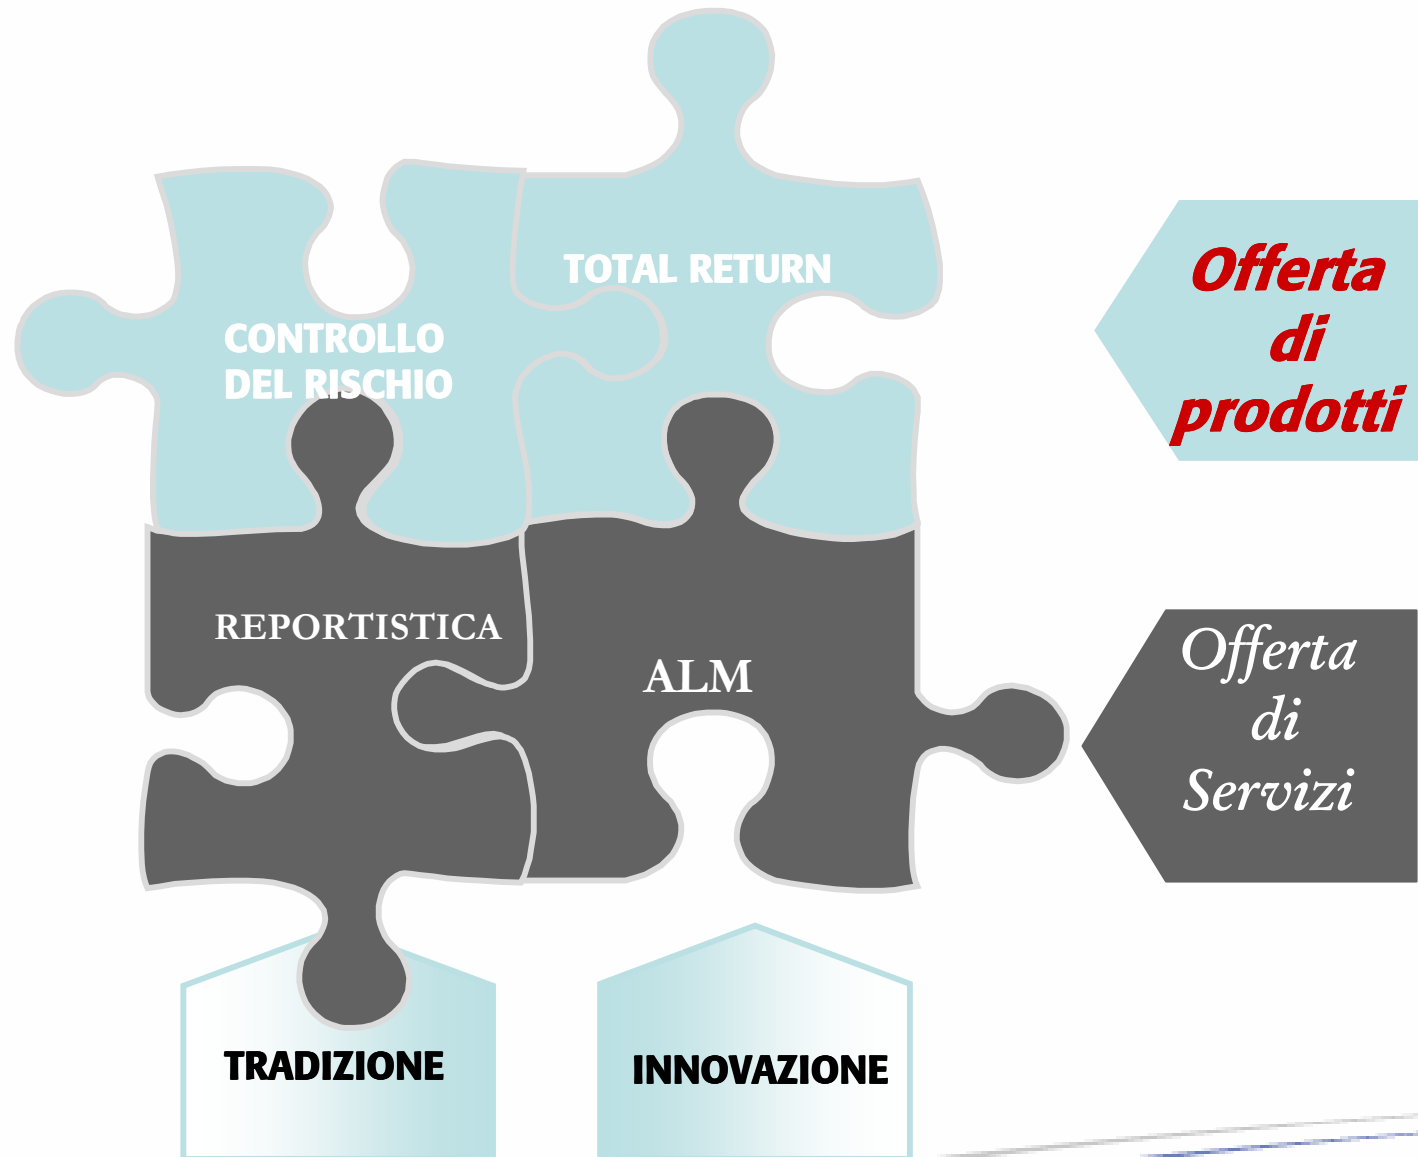 TOTAL RETURN
CONTROLLO
DEL RISCHIO
Offerta
di
prodotti
REPORTISTICA
ALM
Offerta
di
Servizi
TRADIZIONE
INNOVAZIONE